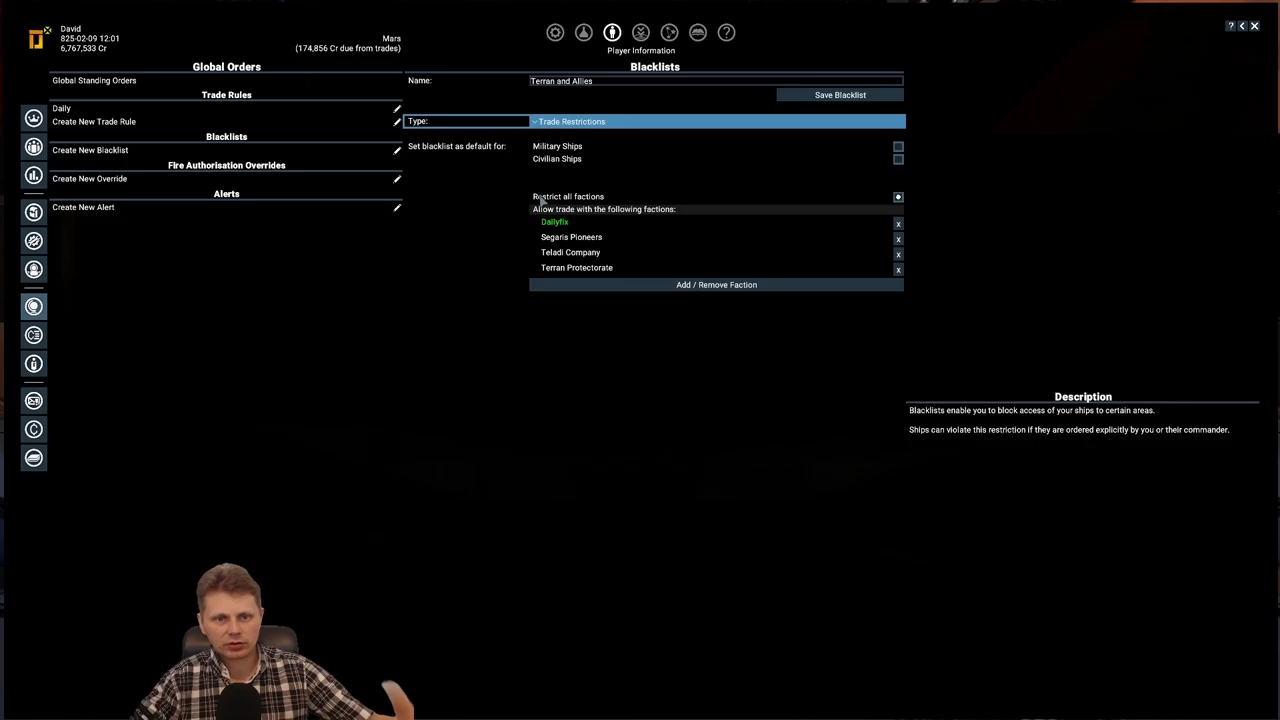 David
825-02-09 12:01
6,767,533 Cr
Mars
(174,856 Cr due from trades)
Player Information
Global Orders
Global Standing Orders
Trade Rules
Daily
Create New Trade Rule
Blacklists
Create New Blacklist
Fire Authorisation Overrides
Create New Override
Alerts
Create New Alert
Blacklists
Name: Terran and Allies
Save Blacklist
Type: Trade Restrictions
Set blacklist as default for: Military Ships
Civilian Ships
Restrict all factions
Allow trade with the following factions:
Dailyfix x
Segaris Pioneers x
Teladi Company x
Terran Protectorate x
Add / Remove Faction
Description
Blacklists enable you to block access of your ships to certain areas.
Ships can violate this restriction if they are ordered explicitly by you or their commander.